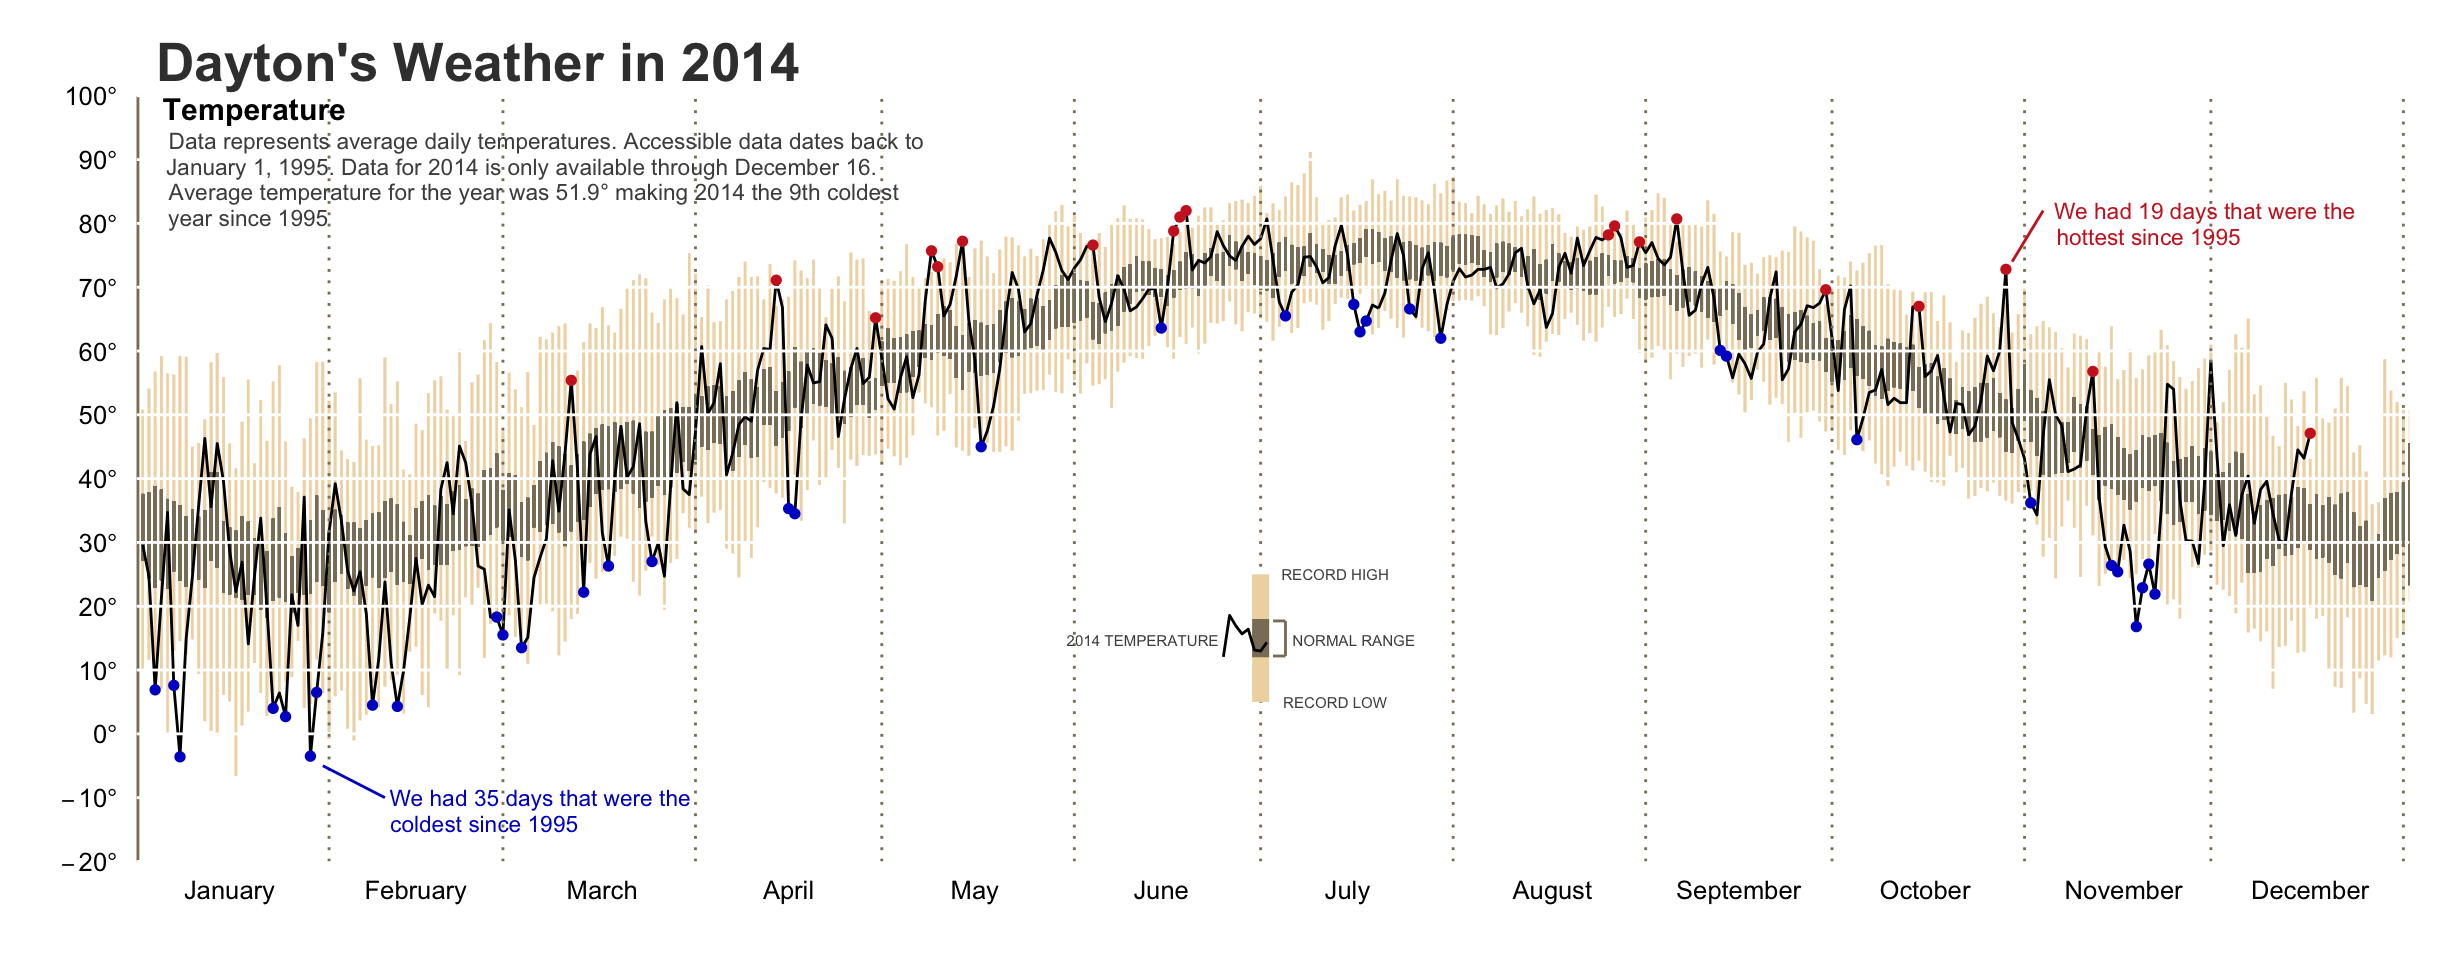 Dayton's Weather in 2014
Temperature
Data represents average daily temperatures. Accessible data dates back to
January 1, 1995. Data for 2014 is only available through December 16.
Average temperature for the year was 51.9° making 2014 the 9th coldest
year since 1995
100°
90°
80°
70°
60°
50°
40°
30°
20°
10°
0°
−10°
−20°
We had 19 days that were the
hottest since 1995
RECORD HIGH
2014 TEMPERATURE
NORMAL RANGE
RECORD LOW
We had 35 days that were the
coldest since 1995
January February March April May June July August September October November December